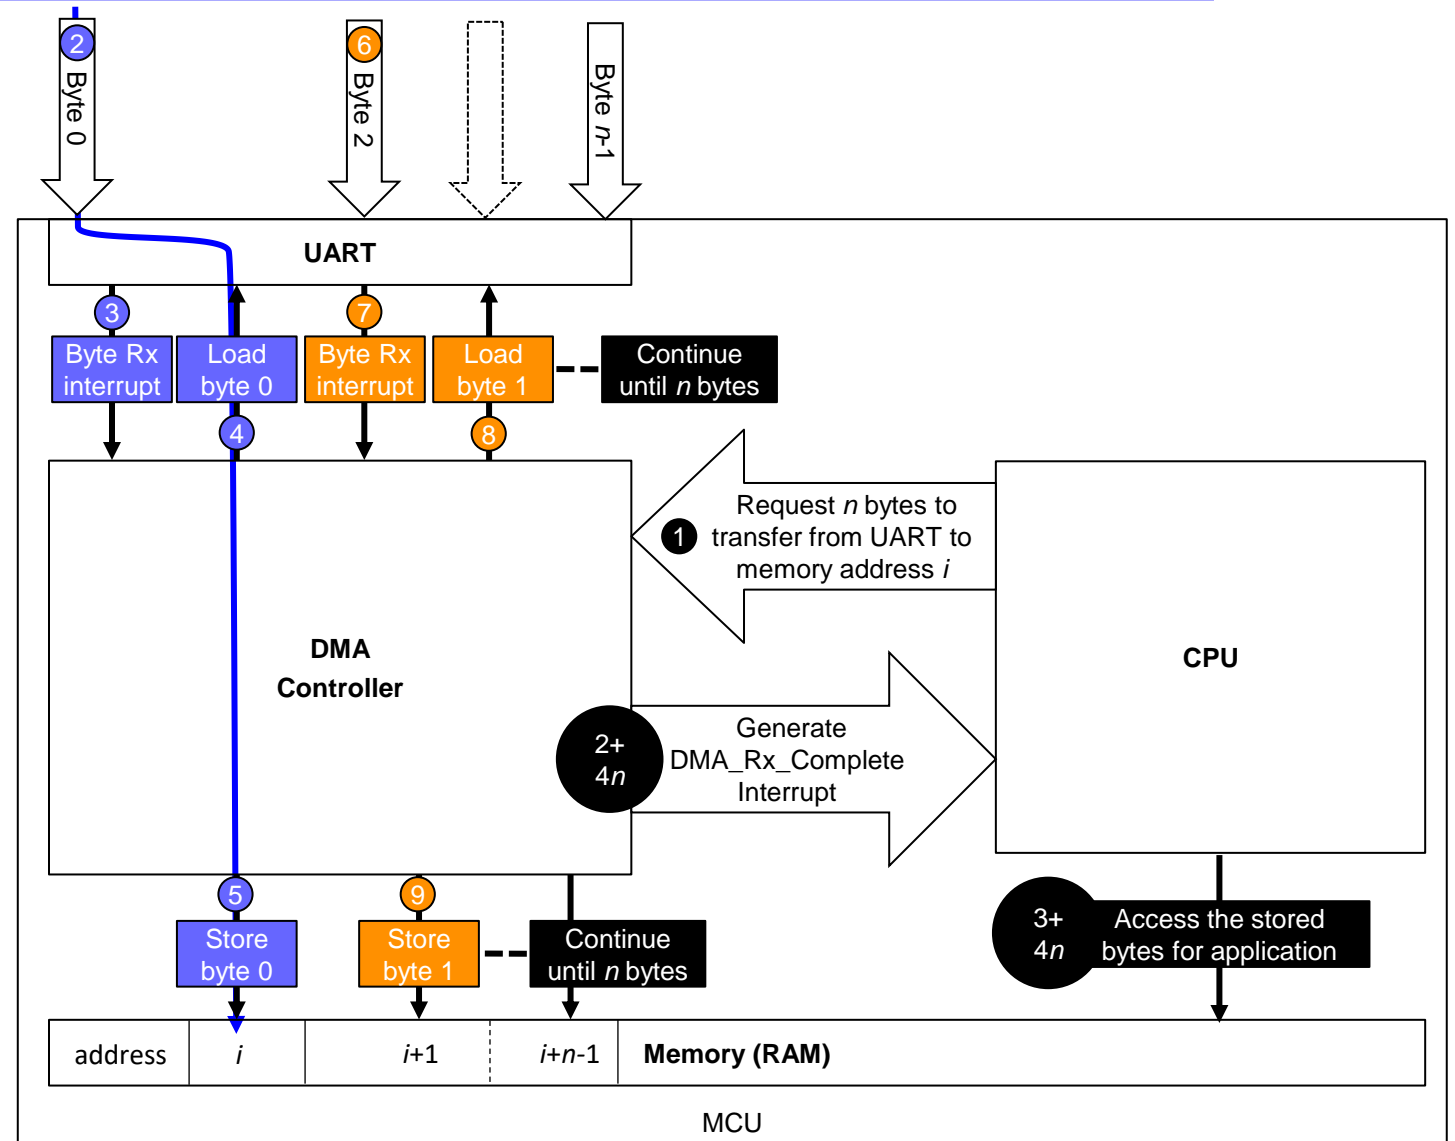 2
Byte 0
6
Byte 2
Byte n-1
UART
3
7
Byte Rx
interrupt
Load
byte 0
Byte Rx
interrupt
Load
byte 1
Continue
until n bytes
4
8
1
Request n bytes to
transfer from UART to
memory address i
DMA
Controller
CPU
2+
4n
Generate
DMA_Rx_Complete
Interrupt
5
9
Store
byte 0
Store
byte 1
Continue
until n bytes
3+
4n
Access the stored
bytes for application
address
i
i+1
i+n-1
Memory (RAM)
MCU